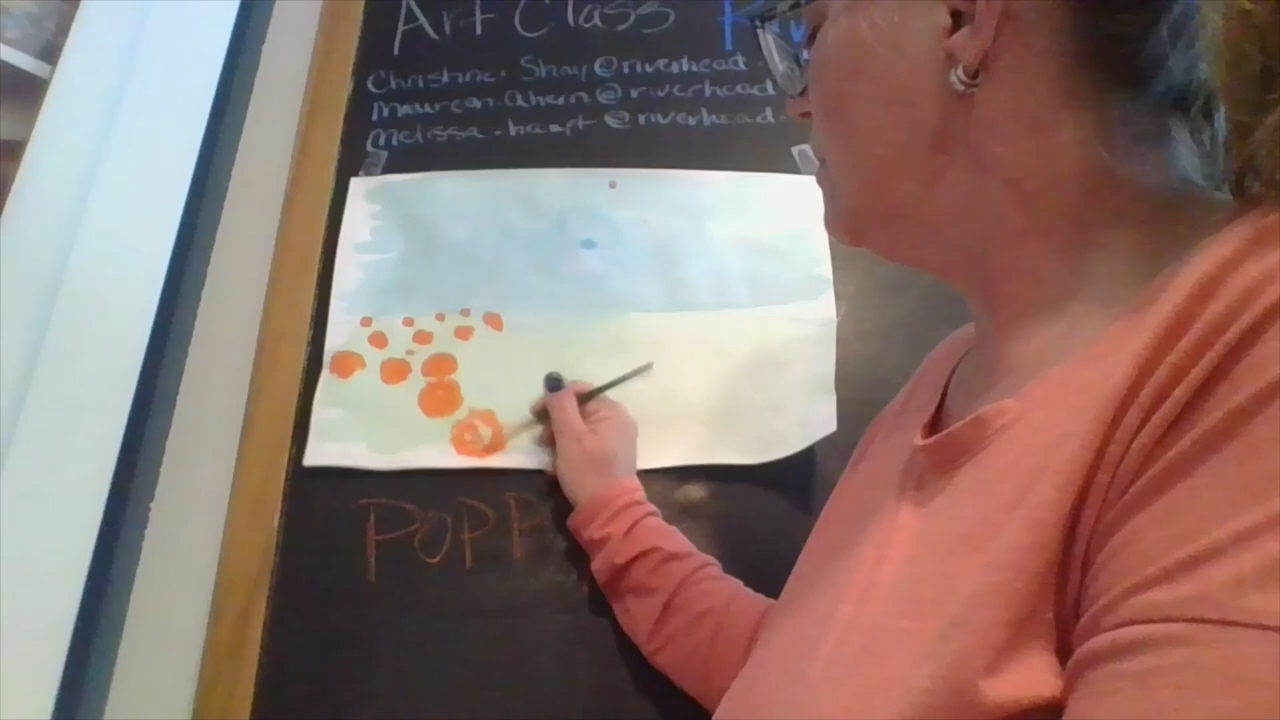 Art Class
Christine.Shay@riverhead.
maureen.ahern@riverhead
melissa.haupt@riverhead.
POPP